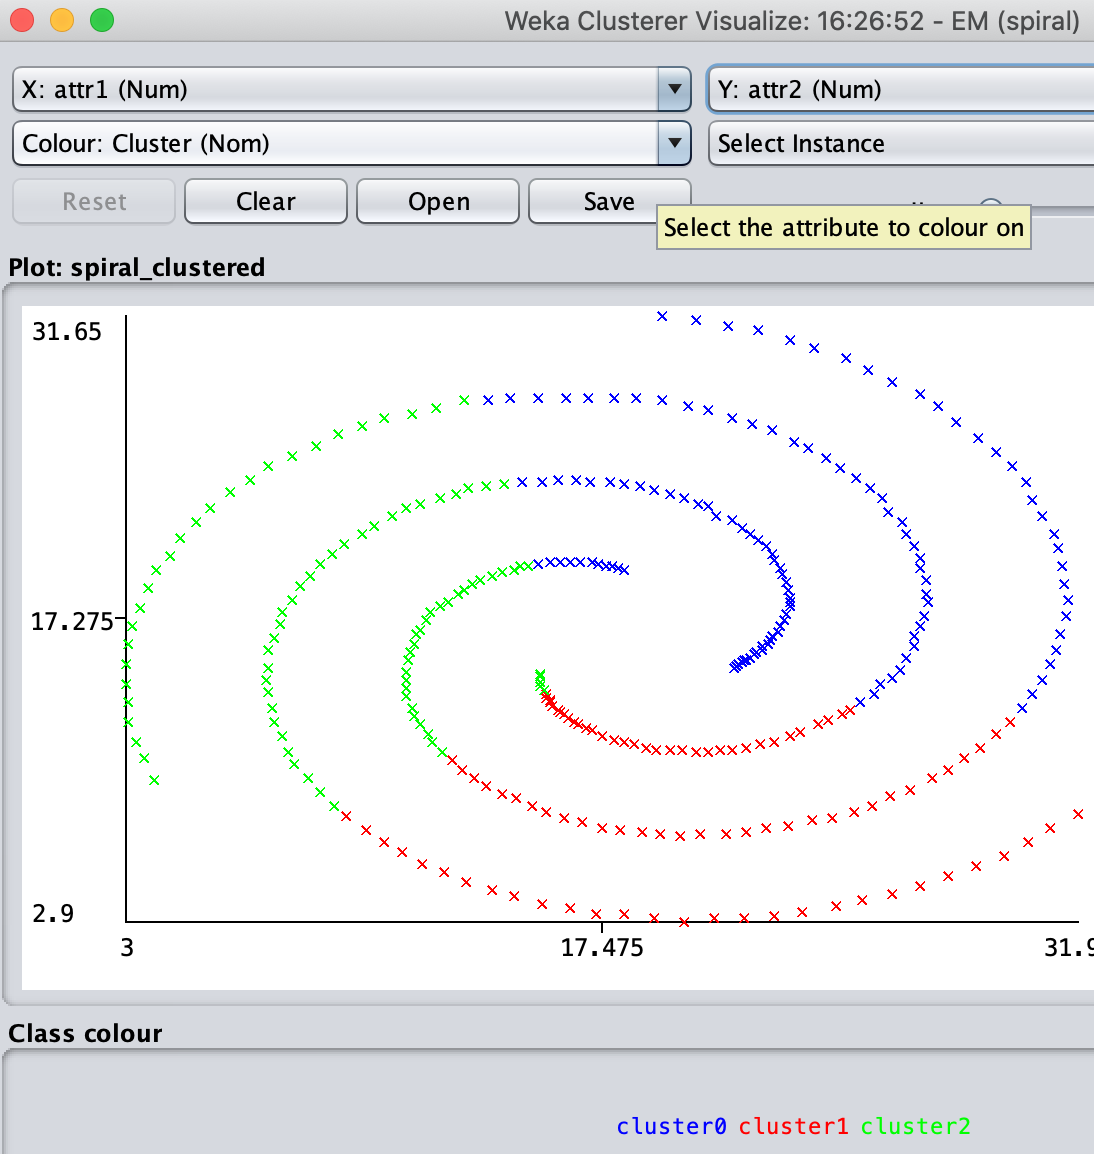 Weka Clusterer Visualize: 16:26:52 - EM (spiral)
X: attr1 (Num)
Y: attr2 (Num)
Colour: Cluster (Nom)
Select Instance
Reset
Clear
Open
Save
Select the attribute to colour on
Plot: spiral_clustered
31.65
17.275
2.9
3
17.475
Class colour
cluster0 cluster1 cluster2